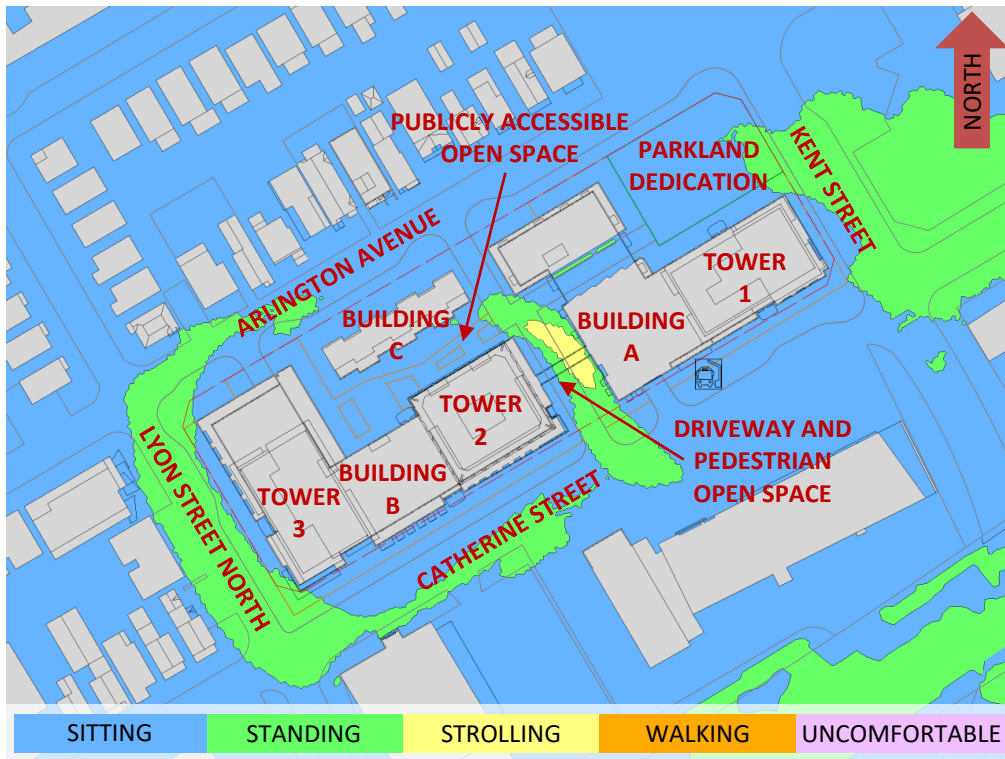 NORTH
PUBLICLY ACCESSIBLE
OPEN SPACE
PARKLAND
DEDICATION
KENT STREET
ARLINGTON AVENUE
TOWER
1
BUILDING
C
BUILDING
A
TOWER
2
DRIVEWAY AND
PEDESTRIAN
OPEN SPACE
LYON STREET NORTH
BUILDING
B
TOWER
3
CATHERINE STREET
SITTING
STANDING
STROLLING
WALKING
UNCOMFORTABLE